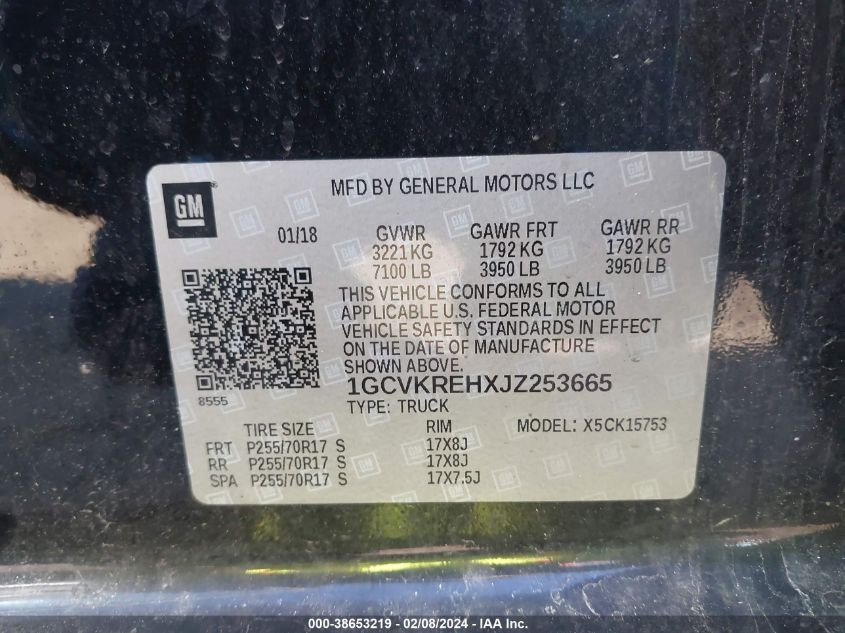 GM
MFD BY GENERAL MOTORS LLC
01/18
GVWR GAWR FRT GAWR RR
3221 KG 1792 KG 1792 KG
7100 LB 3950 LB 3950 LB
THIS VEHICLE CONFORMS TO ALL
APPLICABLE U.S. FEDERAL MOTOR
VEHICLE SAFETY STANDARDS IN EFFECT
ON THE DATE OF MANUFACTURE
SHOWN ABOVE.
8555
1GCVKREHXJZ253665
TYPE: TRUCK
TIRE SIZE RIM MODEL: X5CK15753
FRT P255/70R17 S 17X8J
RR P255/70R17 S 17X8J
SPA P255/70R17 S 17X7.5J
000-38653219 - 02/08/2024 - IAA, Inc.